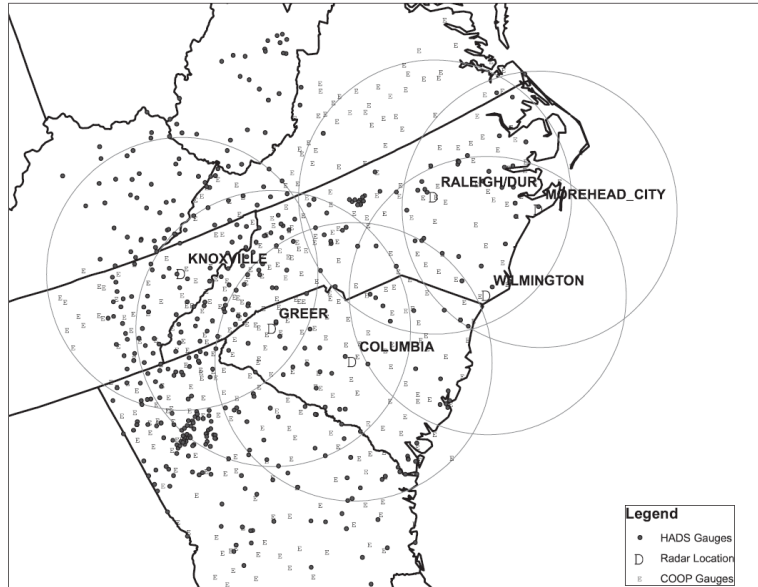 RALEIGH/DUR
MOREHEAD_CITY
KNOXVILLE
WILMINGTON
GREER
COLUMBIA
Legend
HADS Gauges
D Radar Location
E COOP Gauges